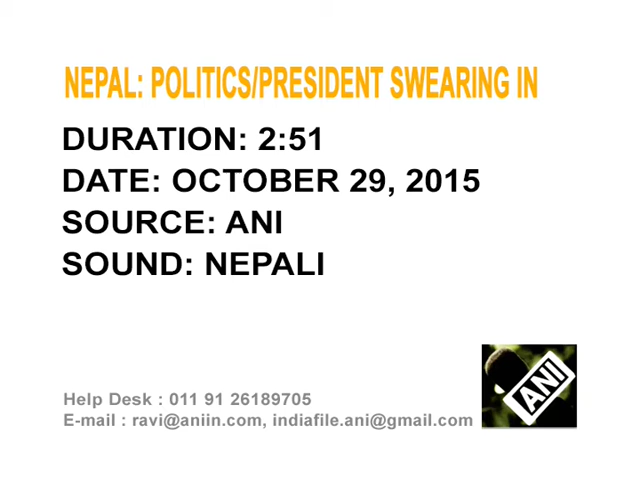 NEPAL: POLITICS/PRESIDENT SWEARING IN
DURATION: 2:51
DATE: OCTOBER 29, 2015
SOURCE: ANI
SOUND: NEPALI
ANI
Help Desk : 011 91 26189705
E-mail : ravi@aniin.com, indiafile.ani@gmail.com